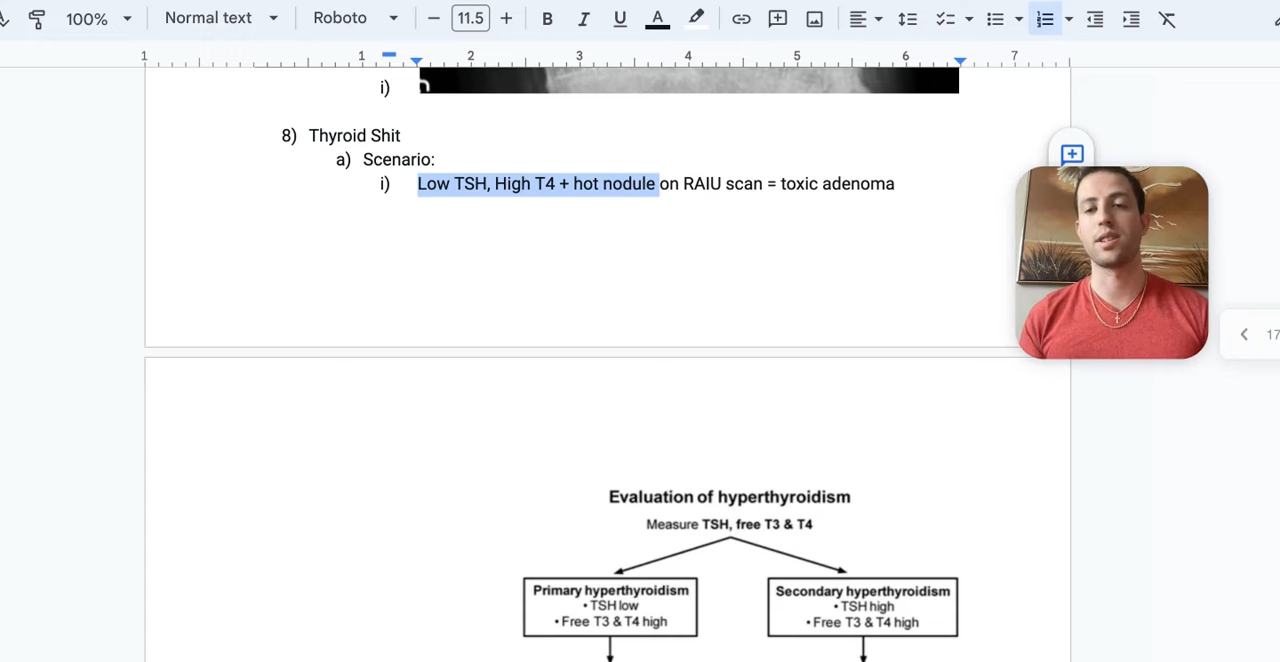 100%
Normal text
Roboto
11.5
B
I
U
A
1
1
2
3
4
5
6
7
i)
8) Thyroid Shit
a) Scenario:
i) Low TSH, High T4 + hot nodule on RAIU scan = toxic adenoma
17
Evaluation of hyperthyroidism
Measure TSH, free T3 & T4
Primary hyperthyroidism
• TSH low
• Free T3 & T4 high
Secondary hyperthyroidism
• TSH high
• Free T3 & T4 high